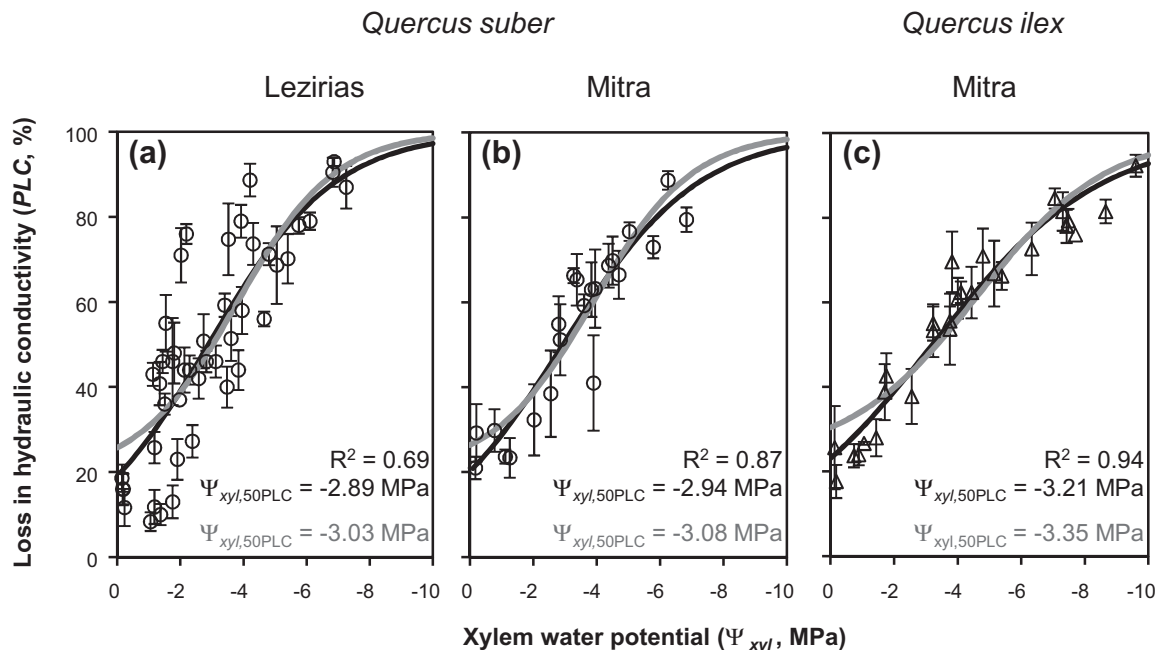 Quercus suber
Quercus ilex
Lezirias
Mitra
Mitra
Loss in hydraulic conductivity (PLC, %)
100
80
60
40
20
0
(a)
R² = 0.69
Ψxyl,50PLC = -2.89 MPa
Ψxyl,50PLC = -3.03 MPa
0 -2 -4 -6 -8 -10
(b)
R² = 0.87
Ψxyl,50PLC = -2.94 MPa
Ψxyl,50PLC = -3.08 MPa
0 -2 -4 -6 -8 -10
(c)
R² = 0.94
Ψxyl,50PLC = -3.21 MPa
Ψxyl,50PLC = -3.35 MPa
0 -2 -4 -6 -8 -10
Xylem water potential (Ψxyl, MPa)